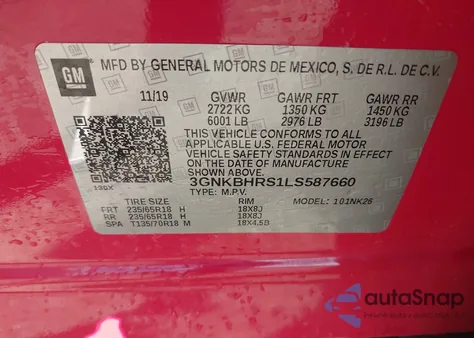 GM
MFD BY GENERAL MOTORS DE MEXICO, S. DE R.L. DE C.V.
11/19 GVWR GAWR FRT GAWR RR
2722 KG 1350 KG 1450 KG
6001 LB 2976 LB 3196 LB
THIS VEHICLE CONFORMS TO ALL
APPLICABLE U.S. FEDERAL MOTOR
VEHICLE SAFETY STANDARDS IN EFFECT
ON THE DATE OF MANUFACTURE
SHOWN ABOVE.
3GNKBHRS1LS587660
TYPE: M.P.V. MODEL: 101NK26
TIRE SIZE RIM
FRT 235/65R18 H 18X8J
RR 235/65R18 H 18X8J
SPA T135/70R18 M 18X4.5B
autoSnap